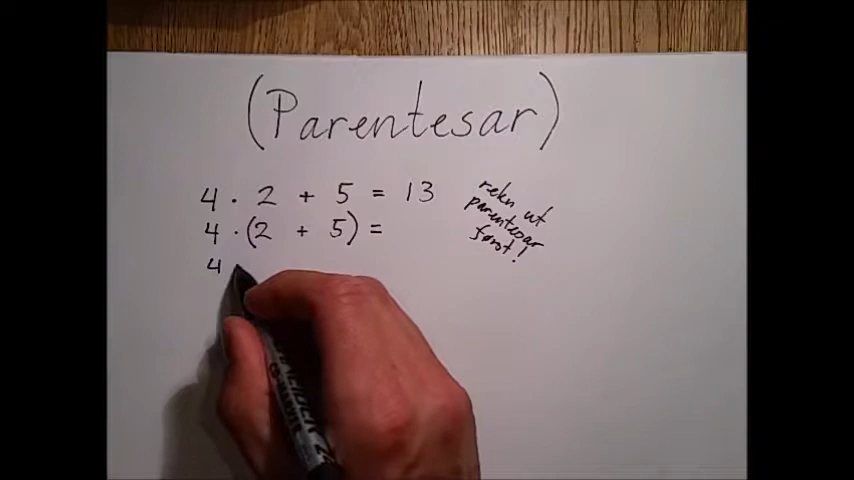 (Parentesar)
4 · 2 + 5 = 13
4 · (2 + 5) =
4 ·
rekn ut
parentesar
først!